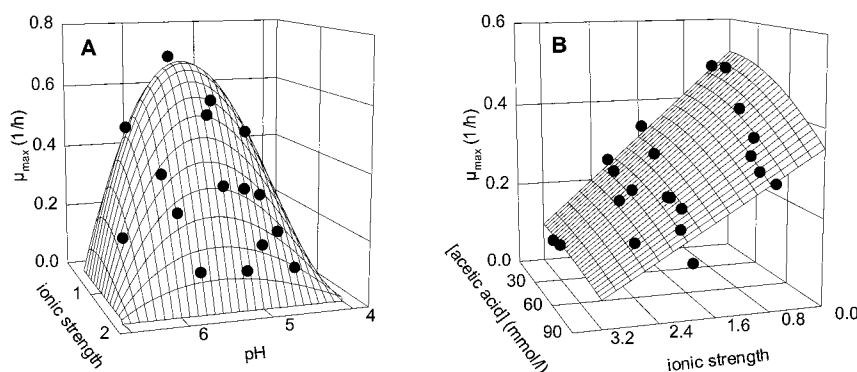 A
0.8
0.6
0.4
0.2
0.0
μmax (1/h)
1
2
ionic strength
6
5
4
pH
B
0.6
0.4
0.2
0.0
μmax (1/h)
30
60
90
[acetic acid] (mmol/l)
3.2
2.4
1.6
0.8
0.0
ionic strength